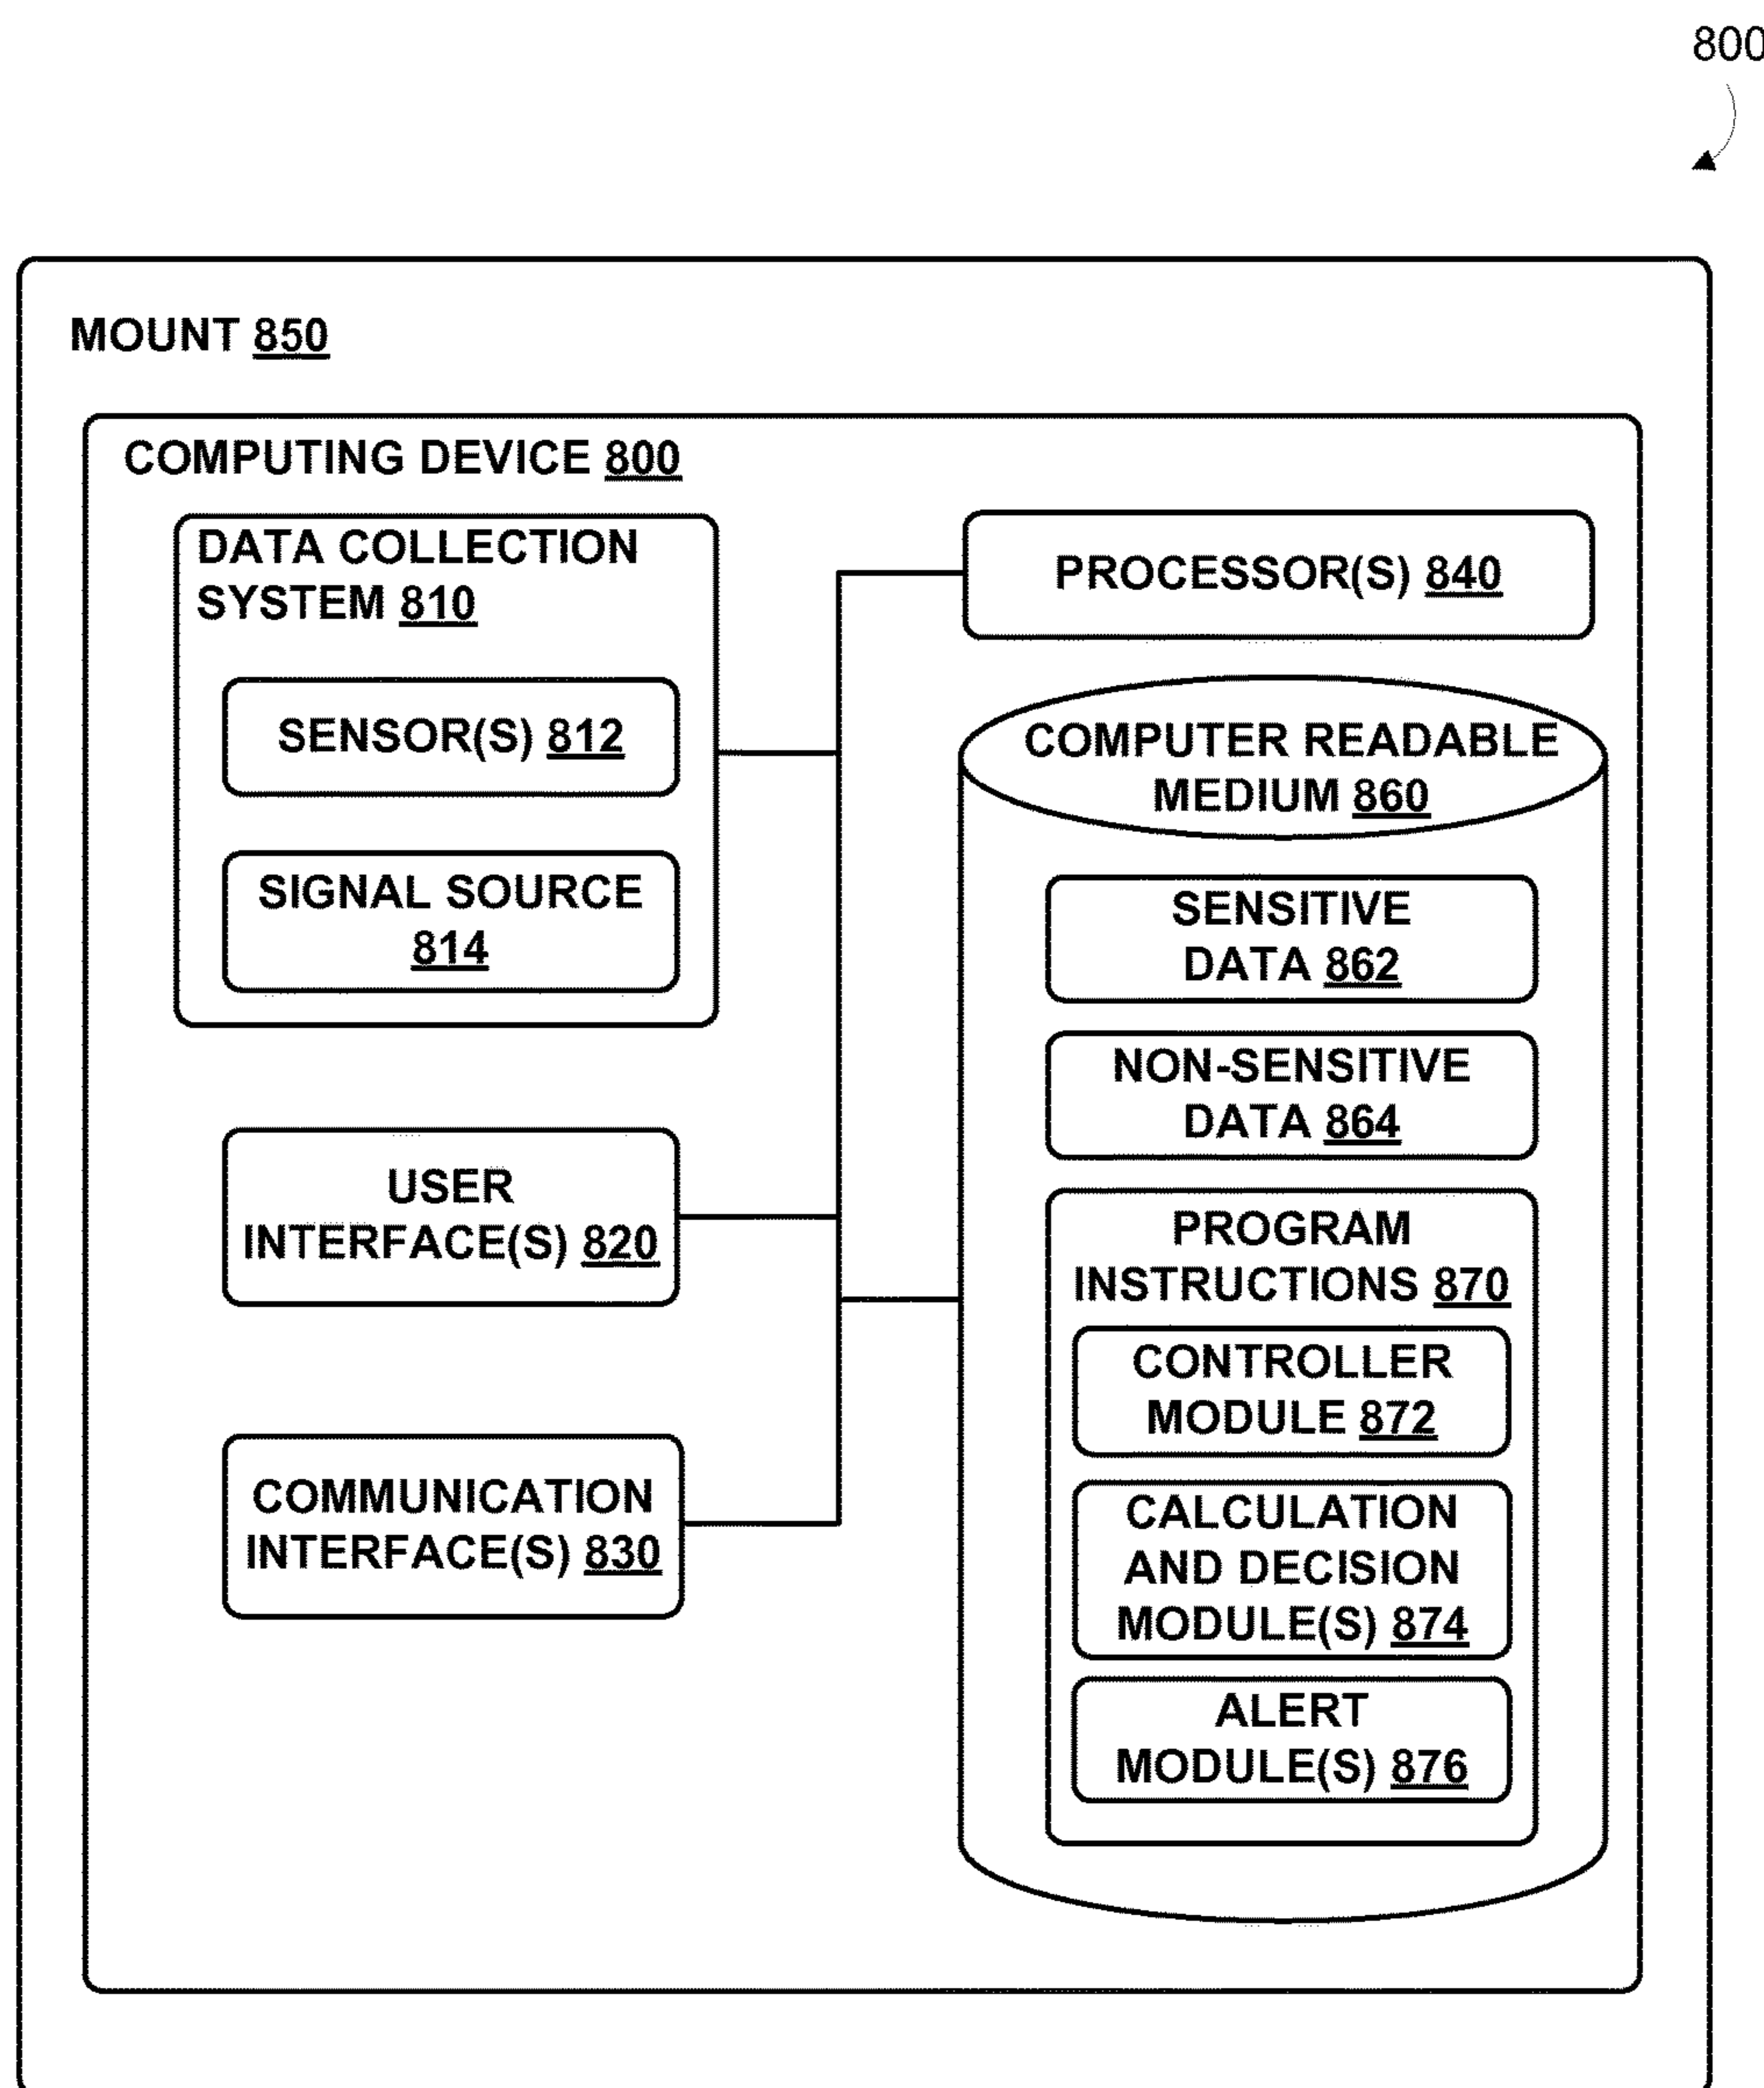 800
MOUNT 850
COMPUTING DEVICE 800
DATA COLLECTION
SYSTEM 810
SENSOR(S) 812
SIGNAL SOURCE
814
USER
INTERFACE(S) 820
COMMUNICATION
INTERFACE(S) 830
PROCESSOR(S) 840
COMPUTER READABLE
MEDIUM 860
SENSITIVE
DATA 862
NON-SENSITIVE
DATA 864
PROGRAM
INSTRUCTIONS 870
CONTROLLER
MODULE 872
CALCULATION
AND DECISION
MODULE(S) 874
ALERT
MODULE(S) 876